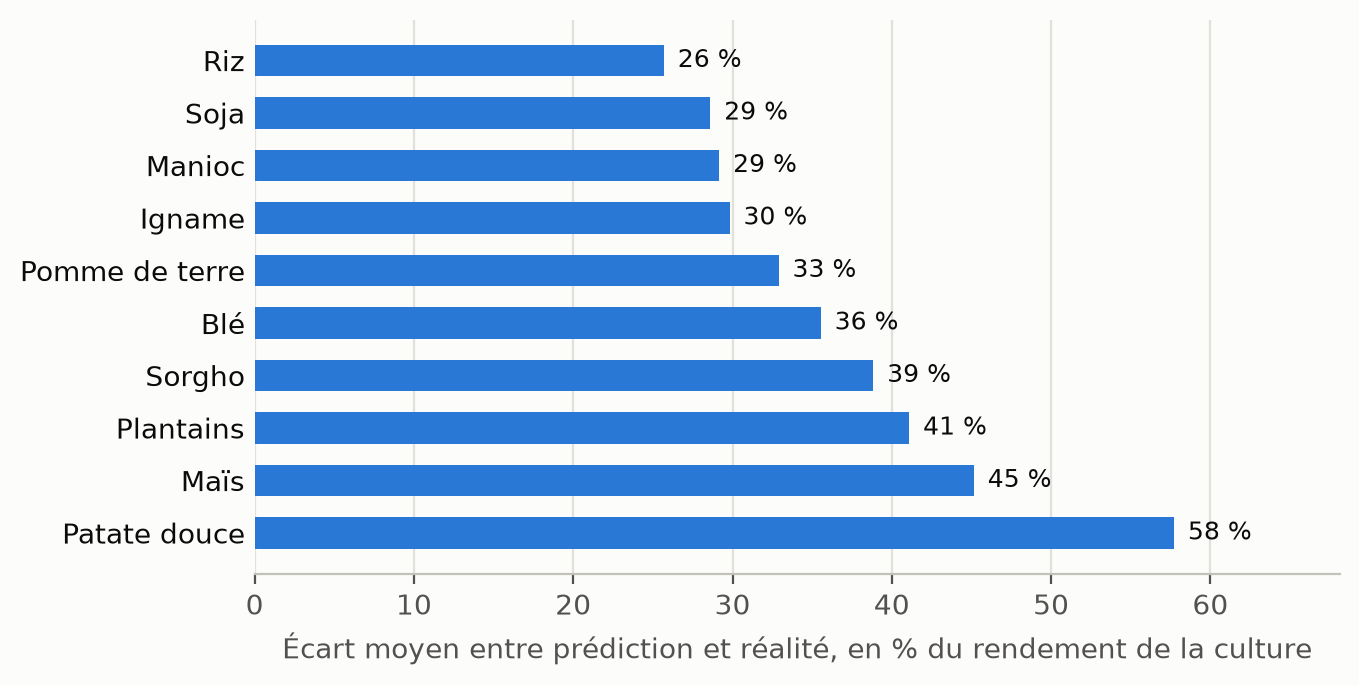 Riz 26 %
Soja 29 %
Manioc 29 %
Igname 30 %
Pomme de terre 33 %
Blé 36 %
Sorgho 39 %
Plantains 41 %
Maïs 45 %
Patate douce 58 %
0 10 20 30 40 50 60
Écart moyen entre prédiction et réalité, en % du rendement de la culture